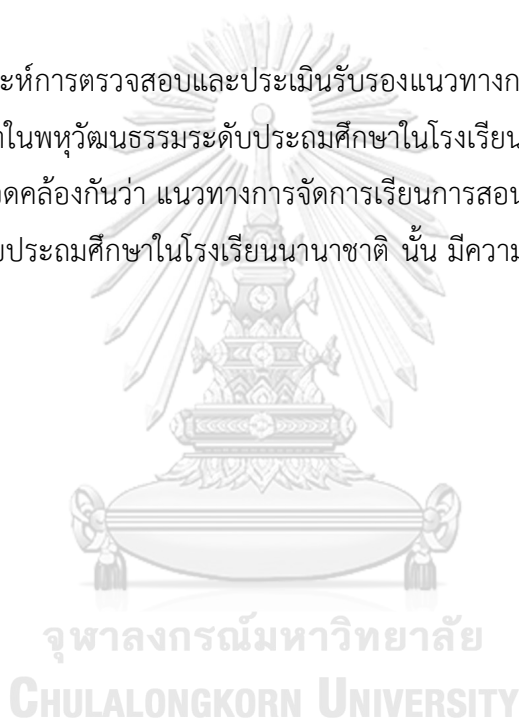 ะห์การตรวจสอบและประเมินรับรองแนวทางก
าในพหุวัฒนธรรมระดับประถมศึกษาในโรงเรียน
อดคล้องกันว่า แนวทางการจัดการเรียนการสอน
บประถมศึกษาในโรงเรียนนานาชาติ นั้น มีความ
จุฬาลงกรณ์มหาวิทยาลัย
CHULALONGKORN UNIVERSITY